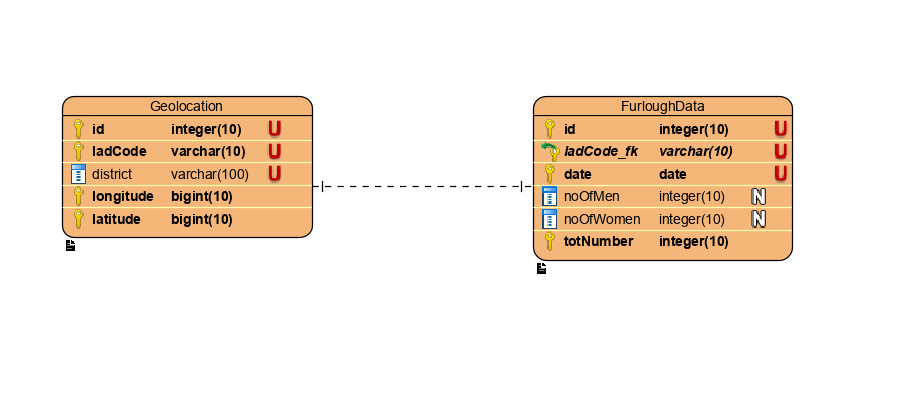 Geolocation
id integer(10) U
ladCode varchar(10) U
district varchar(100) U
longitude bigint(10)
latitude bigint(10)
FurloughData
id integer(10) U
ladCode_fk varchar(10) U
date date U
noOfMen integer(10) N
noOfWomen integer(10) N
totNumber integer(10)